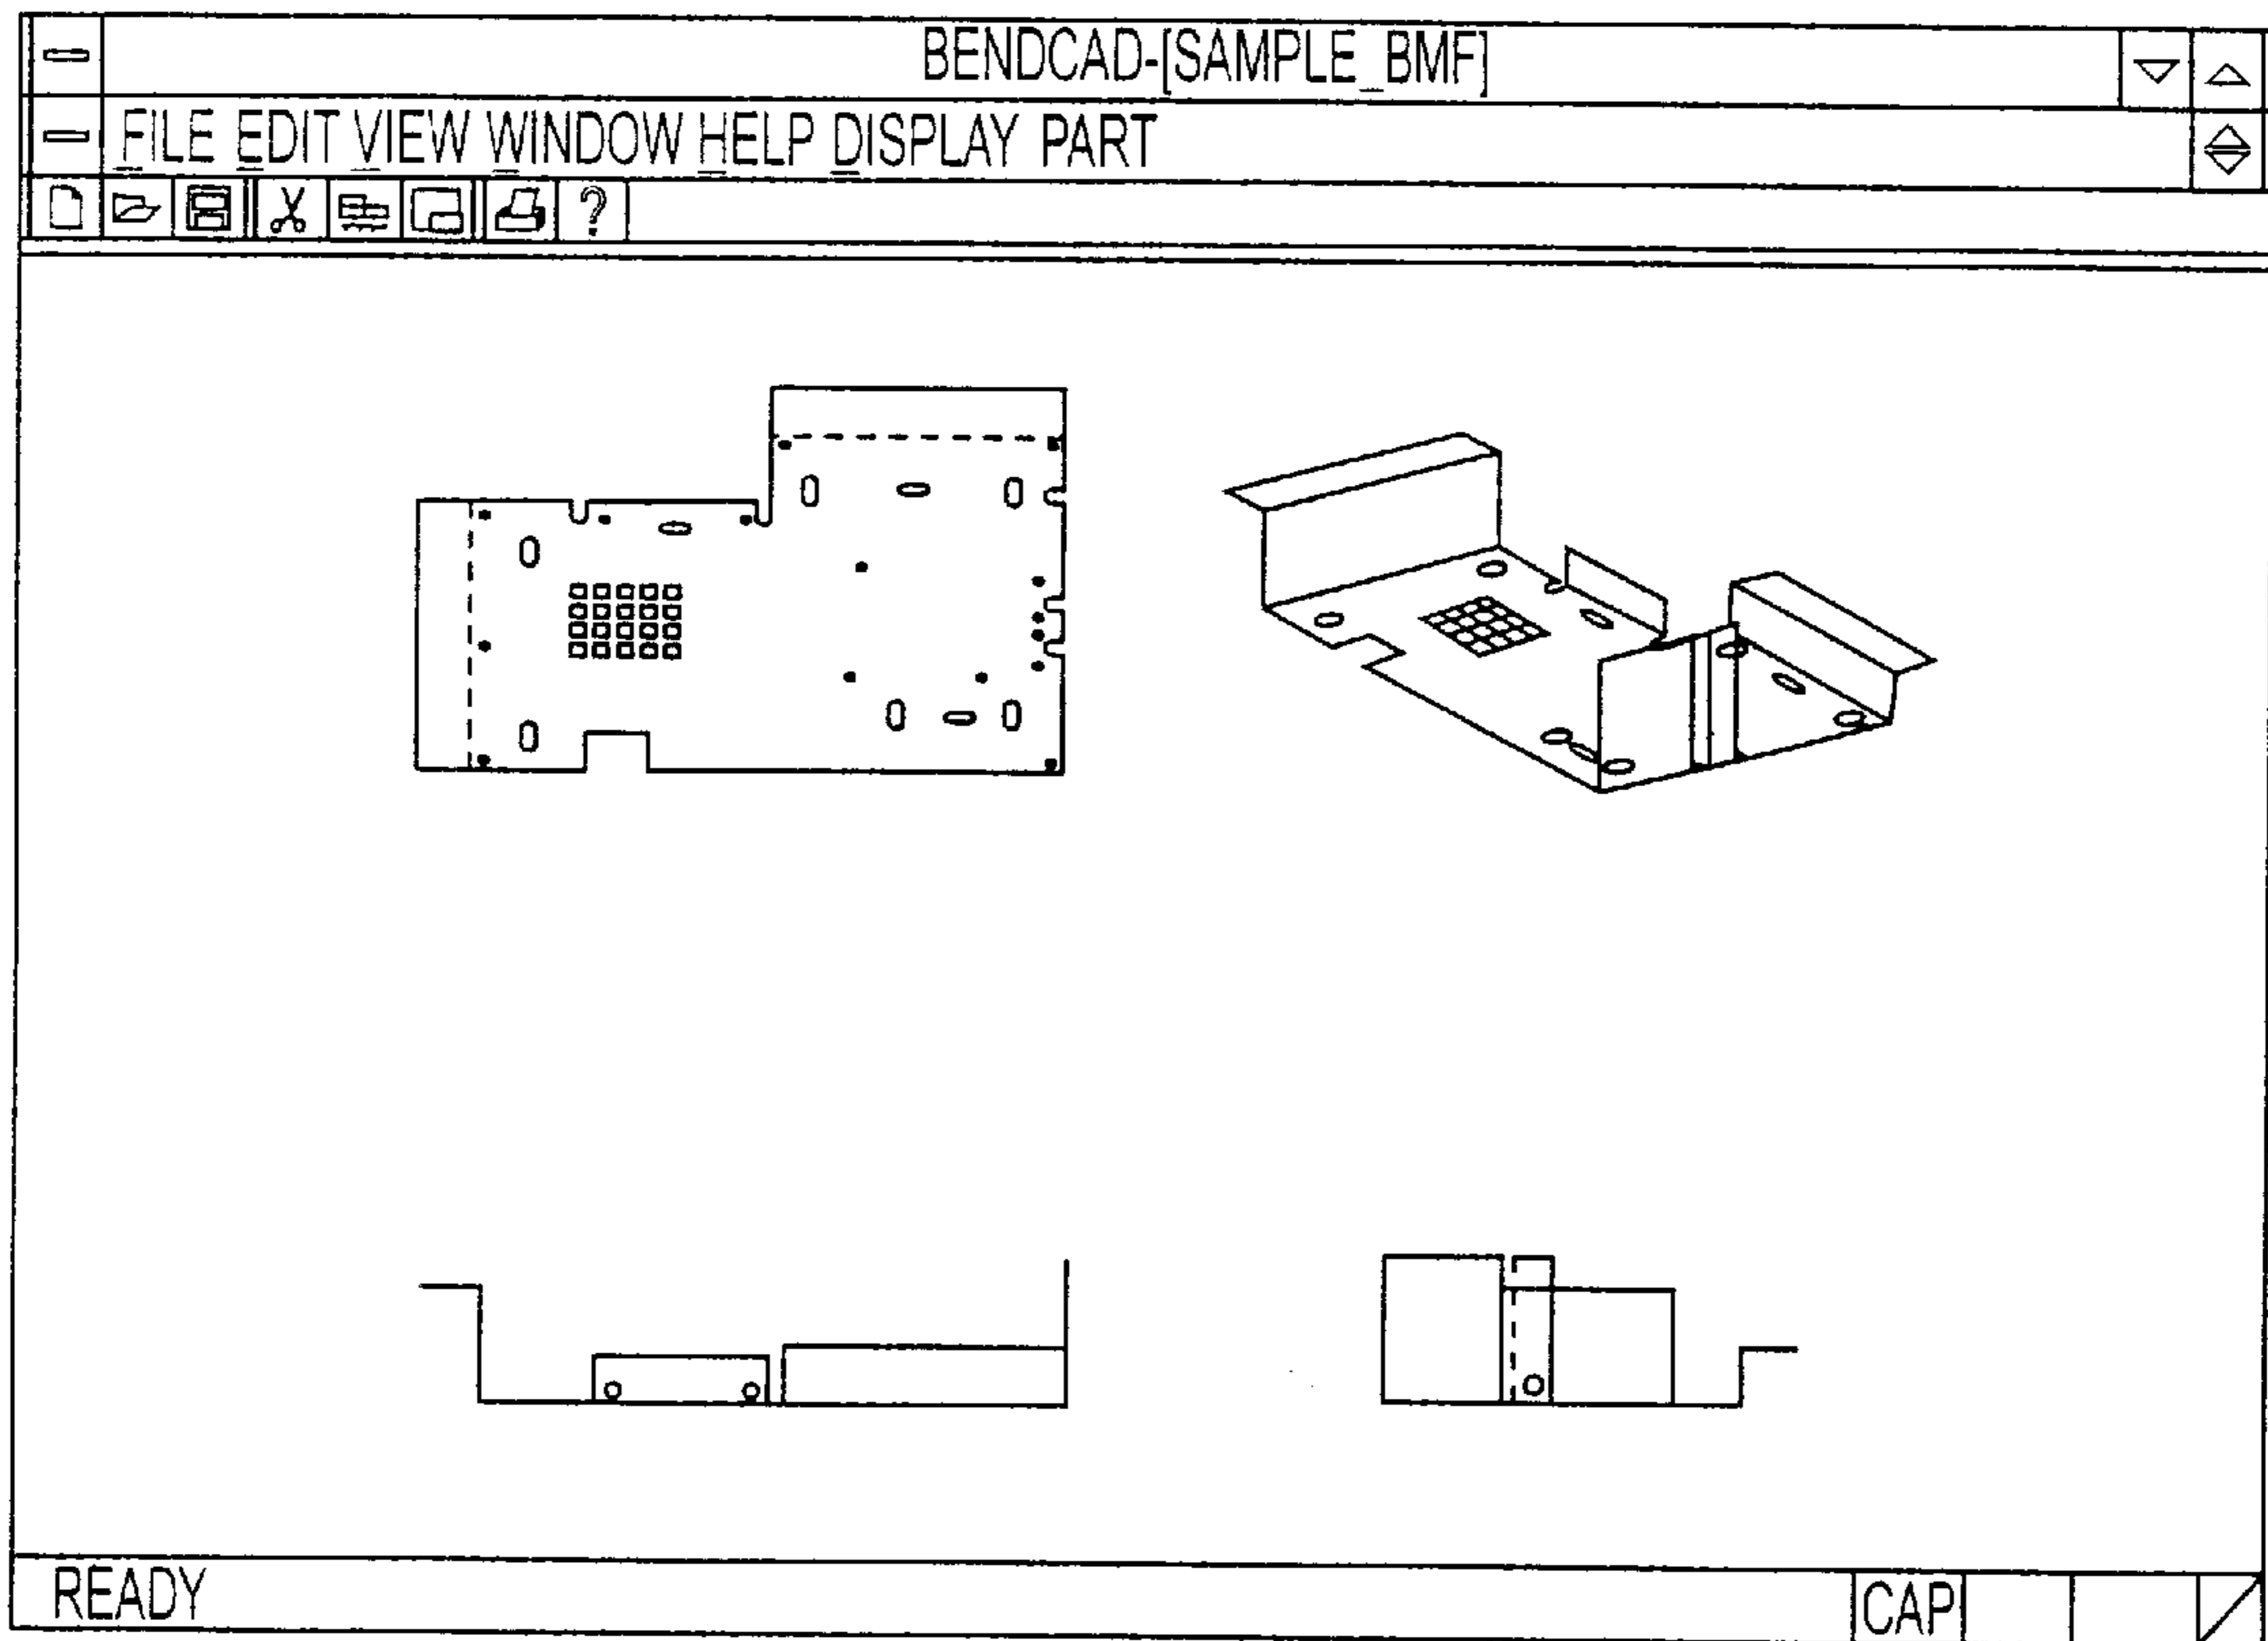 BENDCAD-[SAMPLE_BMF]
FILE EDIT VIEW WINDOW HELP DISPLAY PART
?
READY
CAP